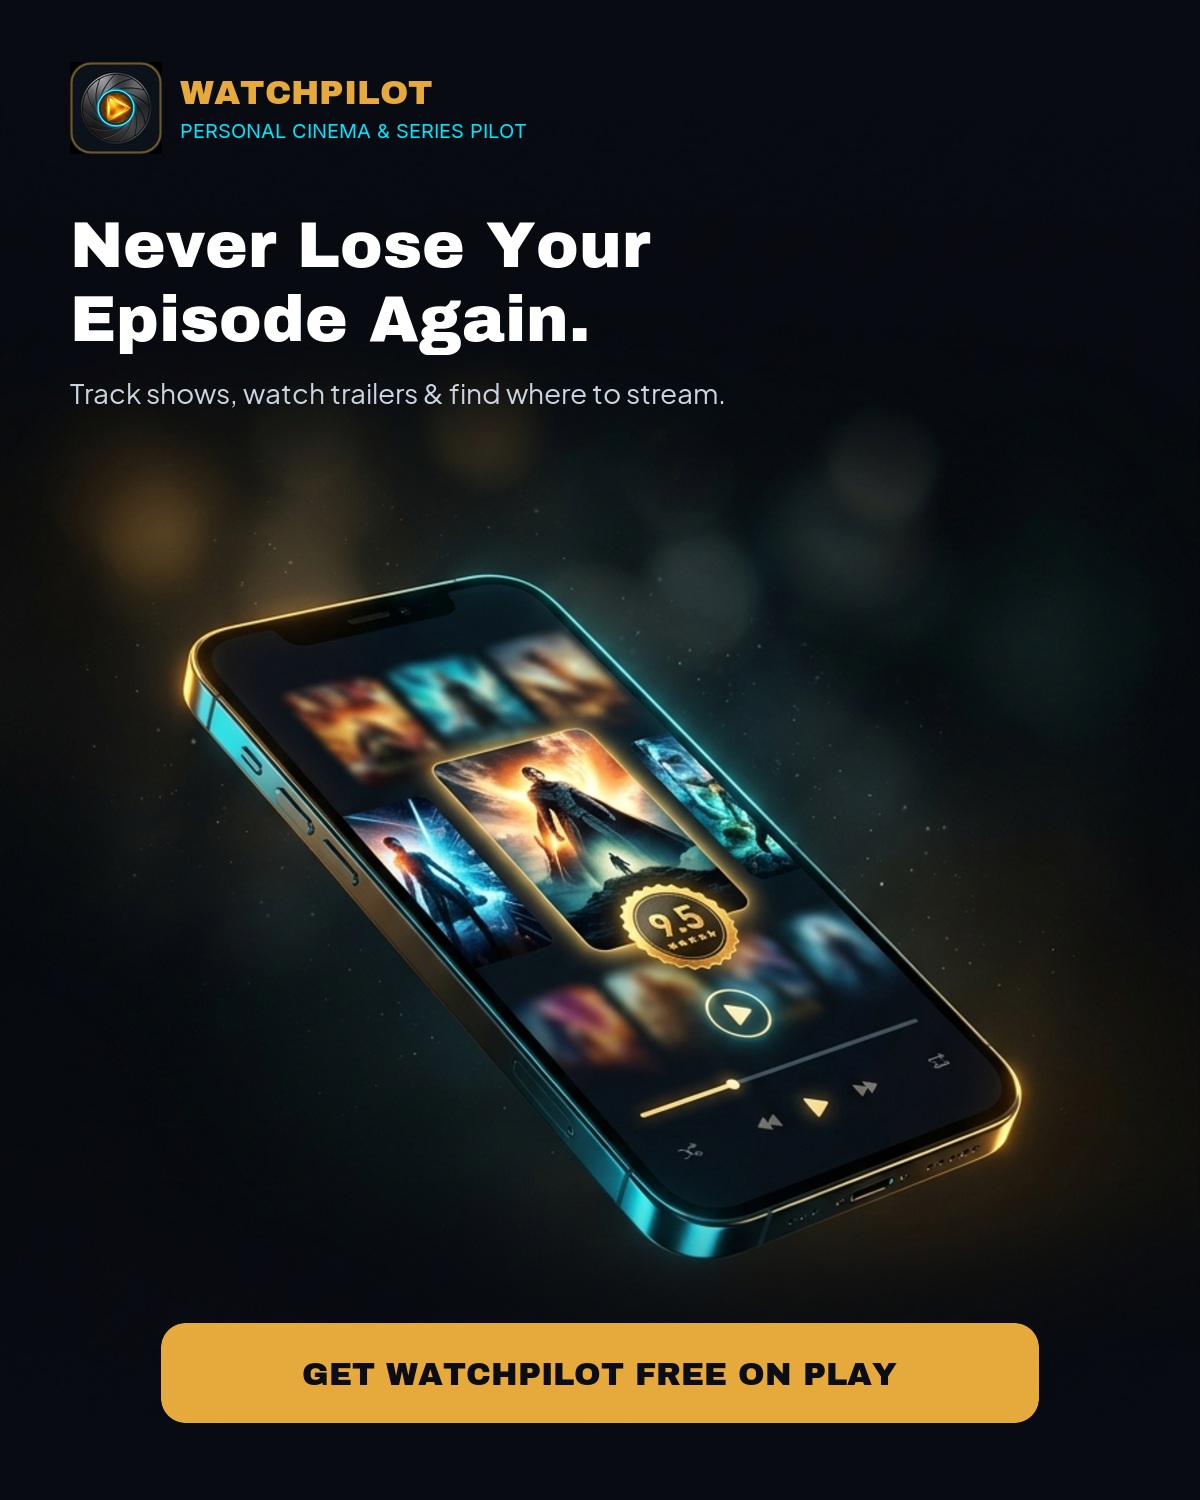 WATCHPILOT
PERSONAL CINEMA & SERIES PILOT
Never Lose Your
Episode Again.
Track shows, watch trailers & find where to stream.
9.5
GET WATCHPILOT FREE ON PLAY